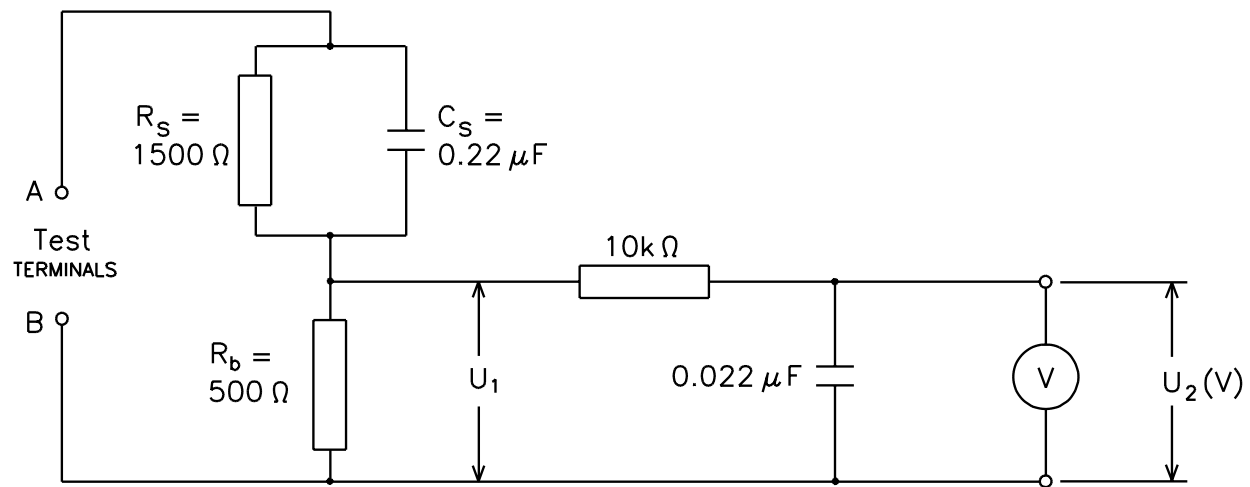 R_s =
1500 Ω
C_s =
0.22 μF
A
Test
TERMINALS
B
10k Ω
R_b =
500 Ω
U_1
0.022 μF
V
U_2 (V)